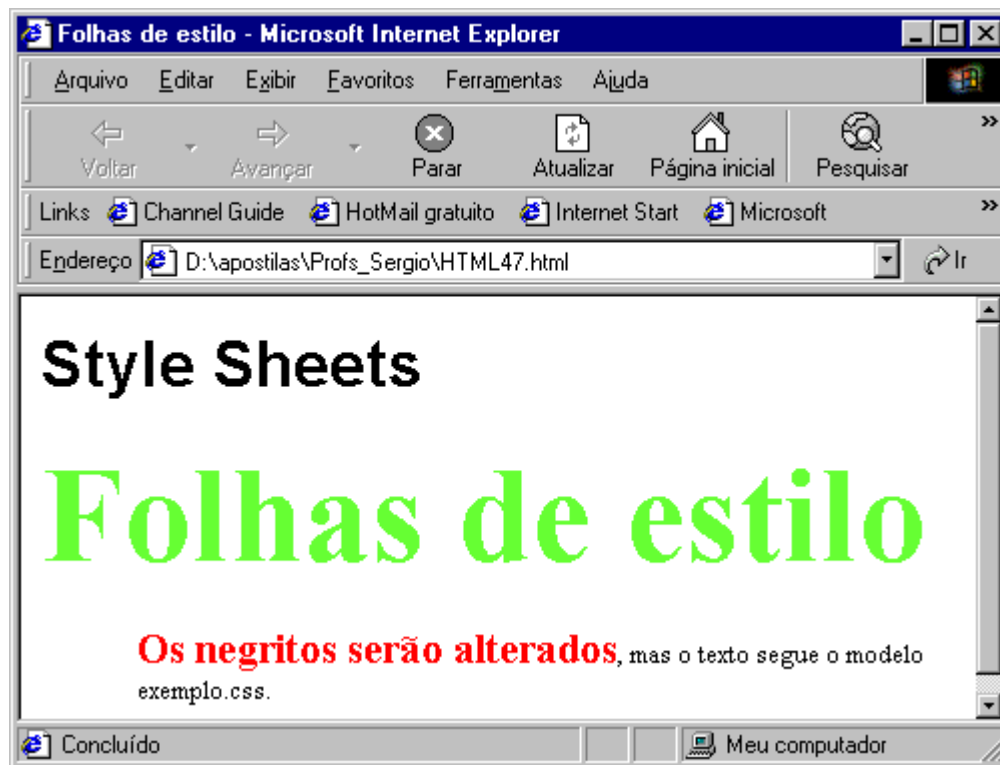 Folhas de estilo - Microsoft Internet Explorer
Arquivo Editar Exibir Favoritos Ferramentas Ajuda
Voltar Avançar Parar Atualizar Página inicial Pesquisar »
Links Channel Guide HotMail gratuito Internet Start Microsoft »
Endereço D:\apostilas\Profs_Sergio\HTML47.html Ir
Style Sheets
Folhas de estilo
Os negritos serão alterados, mas o texto segue o modelo
exemplo.css.
Concluído Meu computador